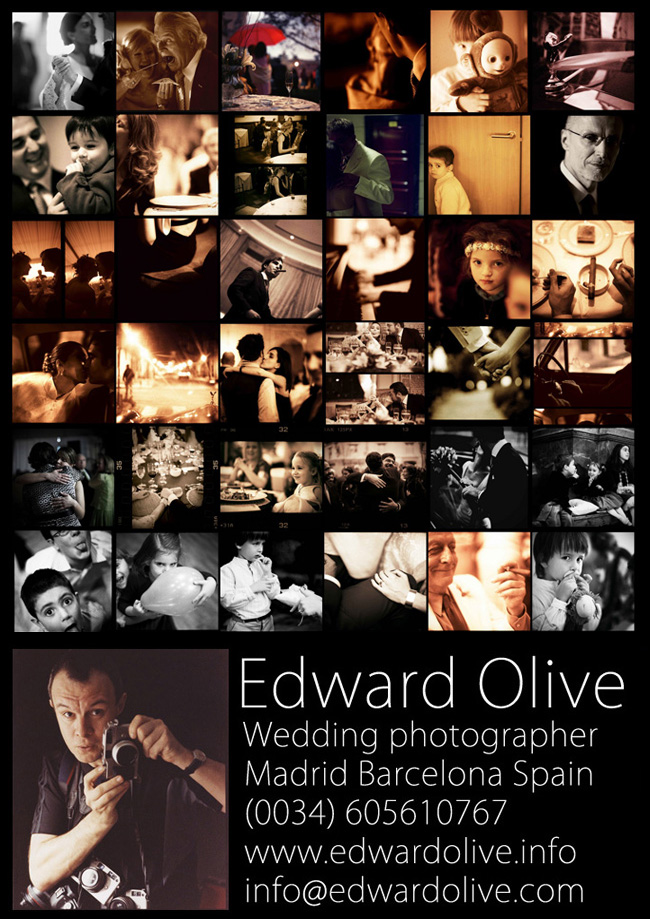 Edward Olive
Wedding photographer
Madrid Barcelona Spain
(0034) 605610767
www.edwardolive.info
info@edwardolive.com